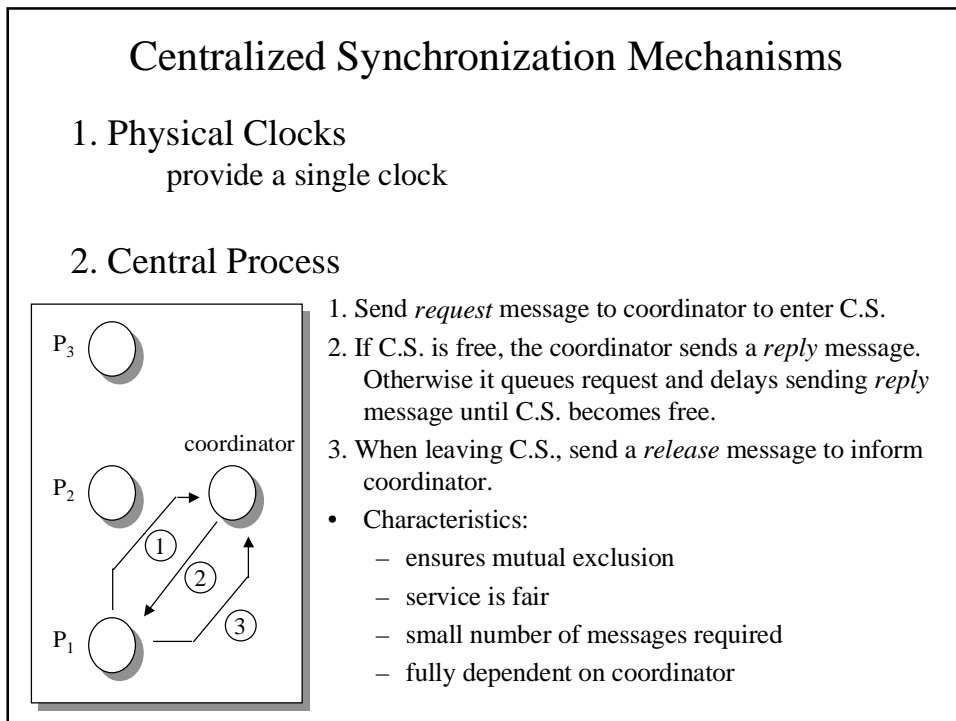 Centralized Synchronization Mechanisms
1. Physical Clocks
provide a single clock
2. Central Process
P3
coordinator
P2
1
2
3
P1
1. Send request message to coordinator to enter C.S.
2. If C.S. is free, the coordinator sends a reply message.
Otherwise it queues request and delays sending reply
message until C.S. becomes free.
3. When leaving C.S., send a release message to inform
coordinator.
• Characteristics:
– ensures mutual exclusion
– service is fair
– small number of messages required
– fully dependent on coordinator